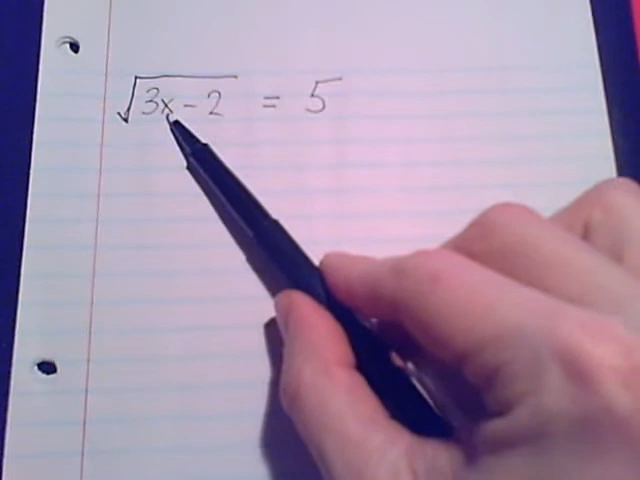 √(3x-2) = 5